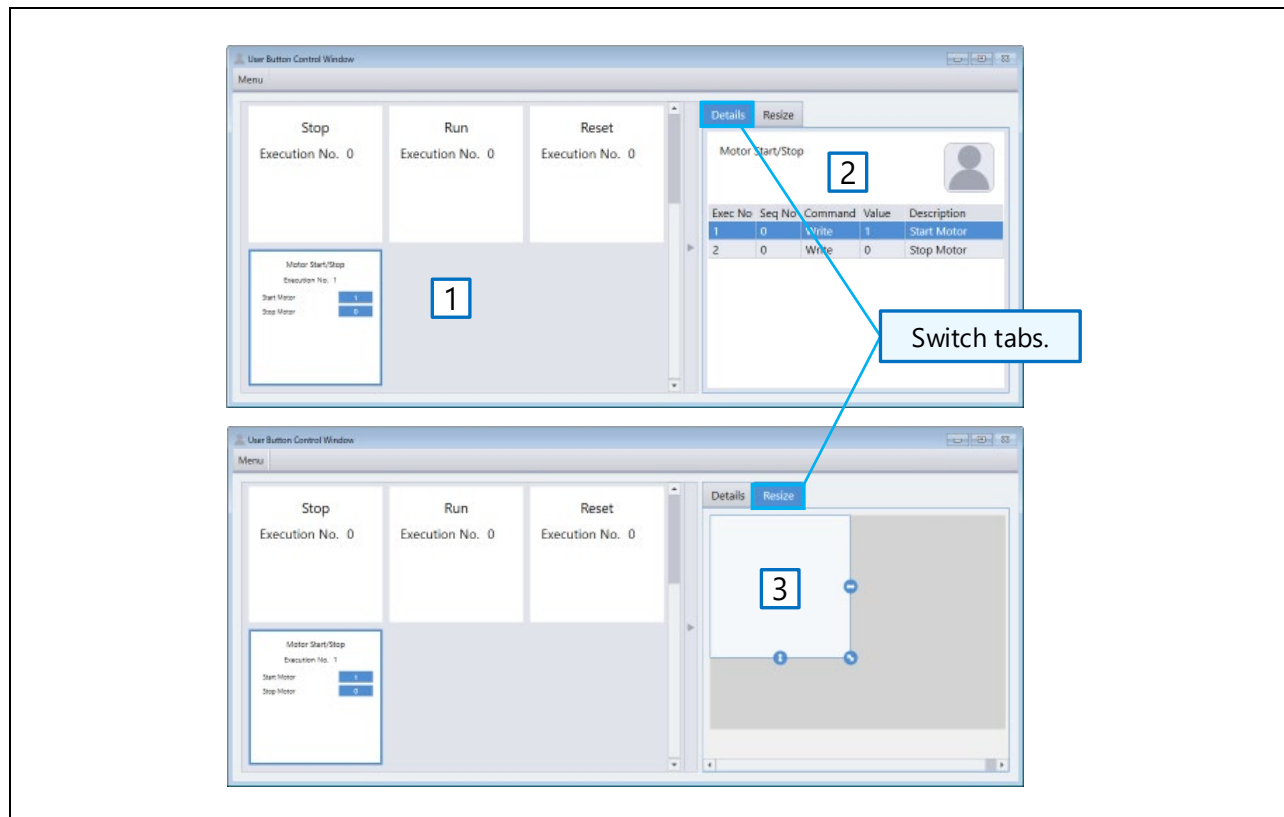 User Button Control Window
Menu
Stop Run Reset
Execution No. 0 Execution No. 0 Execution No. 0
Motor Start/Stop
Execution No. 1
Start Motor 1
Stop Motor 0
1
Details Resize
Motor Start/Stop
2
Exec No Seq No Command Value Description
1 0 Write 1 Start Motor
2 0 Write 0 Stop Motor
Switch tabs.
User Button Control Window
Menu
Stop Run Reset
Execution No. 0 Execution No. 0 Execution No. 0
Motor Start/Stop
Execution No. 1
Start Motor 1
Stop Motor 0
Details Resize
3